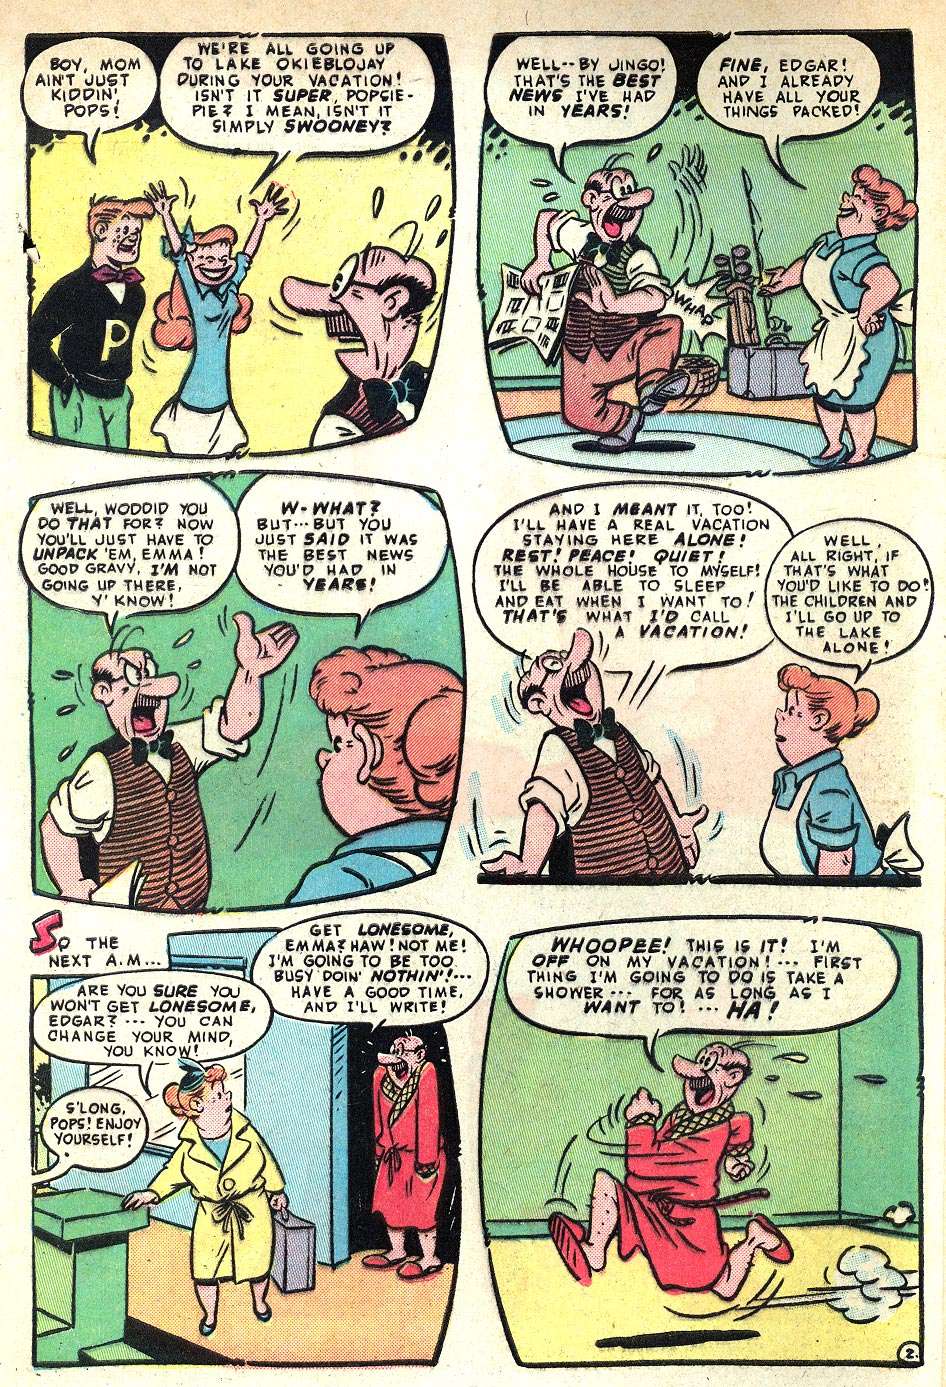 BOY, MOM
AIN'T JUST
KIDDIN',
POPS!
WE'RE ALL GOING UP
TO LAKE OKIEBLOJAY
DURING YOUR VACATION!
ISN'T IT SUPER, POPSIE-
PIE? I MEAN, ISN'T IT
SIMPLY SWOONEY?
P
WELL--BY JINGO!
THAT'S THE BEST
NEWS I'VE HAD
IN YEARS!
FINE, EDGAR!
AND I ALREADY
HAVE ALL YOUR
THINGS PACKED!
WHAP
WELL, WODDID YOU
DO THAT FOR? NOW
YOU'LL JUST HAVE TO
UNPACK 'EM, EMMA!
GOOD GRAVY, I'M NOT
GOING UP THERE,
Y' KNOW!
W-WHAT?
BUT---BUT YOU
JUST SAID IT WAS
THE BEST NEWS
YOU'D HAD IN
YEARS!
AND I MEANT IT, TOO!
I'LL HAVE A REAL VACATION
STAYING HERE ALONE!
REST! PEACE! QUIET!
THE WHOLE HOUSE TO MYSELF!
I'LL BE ABLE TO SLEEP
AND EAT WHEN I WANT TO!
THAT'S WHAT I'D CALL
A VACATION!
WELL,
ALL RIGHT, IF
THAT'S WHAT
YOU'D LIKE TO DO!
THE CHILDREN AND
I'LL GO UP TO
THE LAKE
ALONE!
SO THE
NEXT A.M...
ARE YOU SURE YOU
WON'T GET LONESOME,
EDGAR? --- YOU CAN
CHANGE YOUR MIND,
YOU KNOW!
S'LONG,
POPS! ENJOY
YOURSELF!
GET LONESOME,
EMMA? HAW! NOT ME!
I'M GOING TO BE TOO
BUSY DOIN' NOTHIN'!---
HAVE A GOOD TIME,
AND I'LL WRITE!
WHOOPEE! THIS IS IT! I'M
OFF ON MY VACATION! --- FIRST
THING I'M GOING TO DO IS TAKE A
SHOWER --- FOR AS LONG AS I
WANT TO! --- HA!
2.